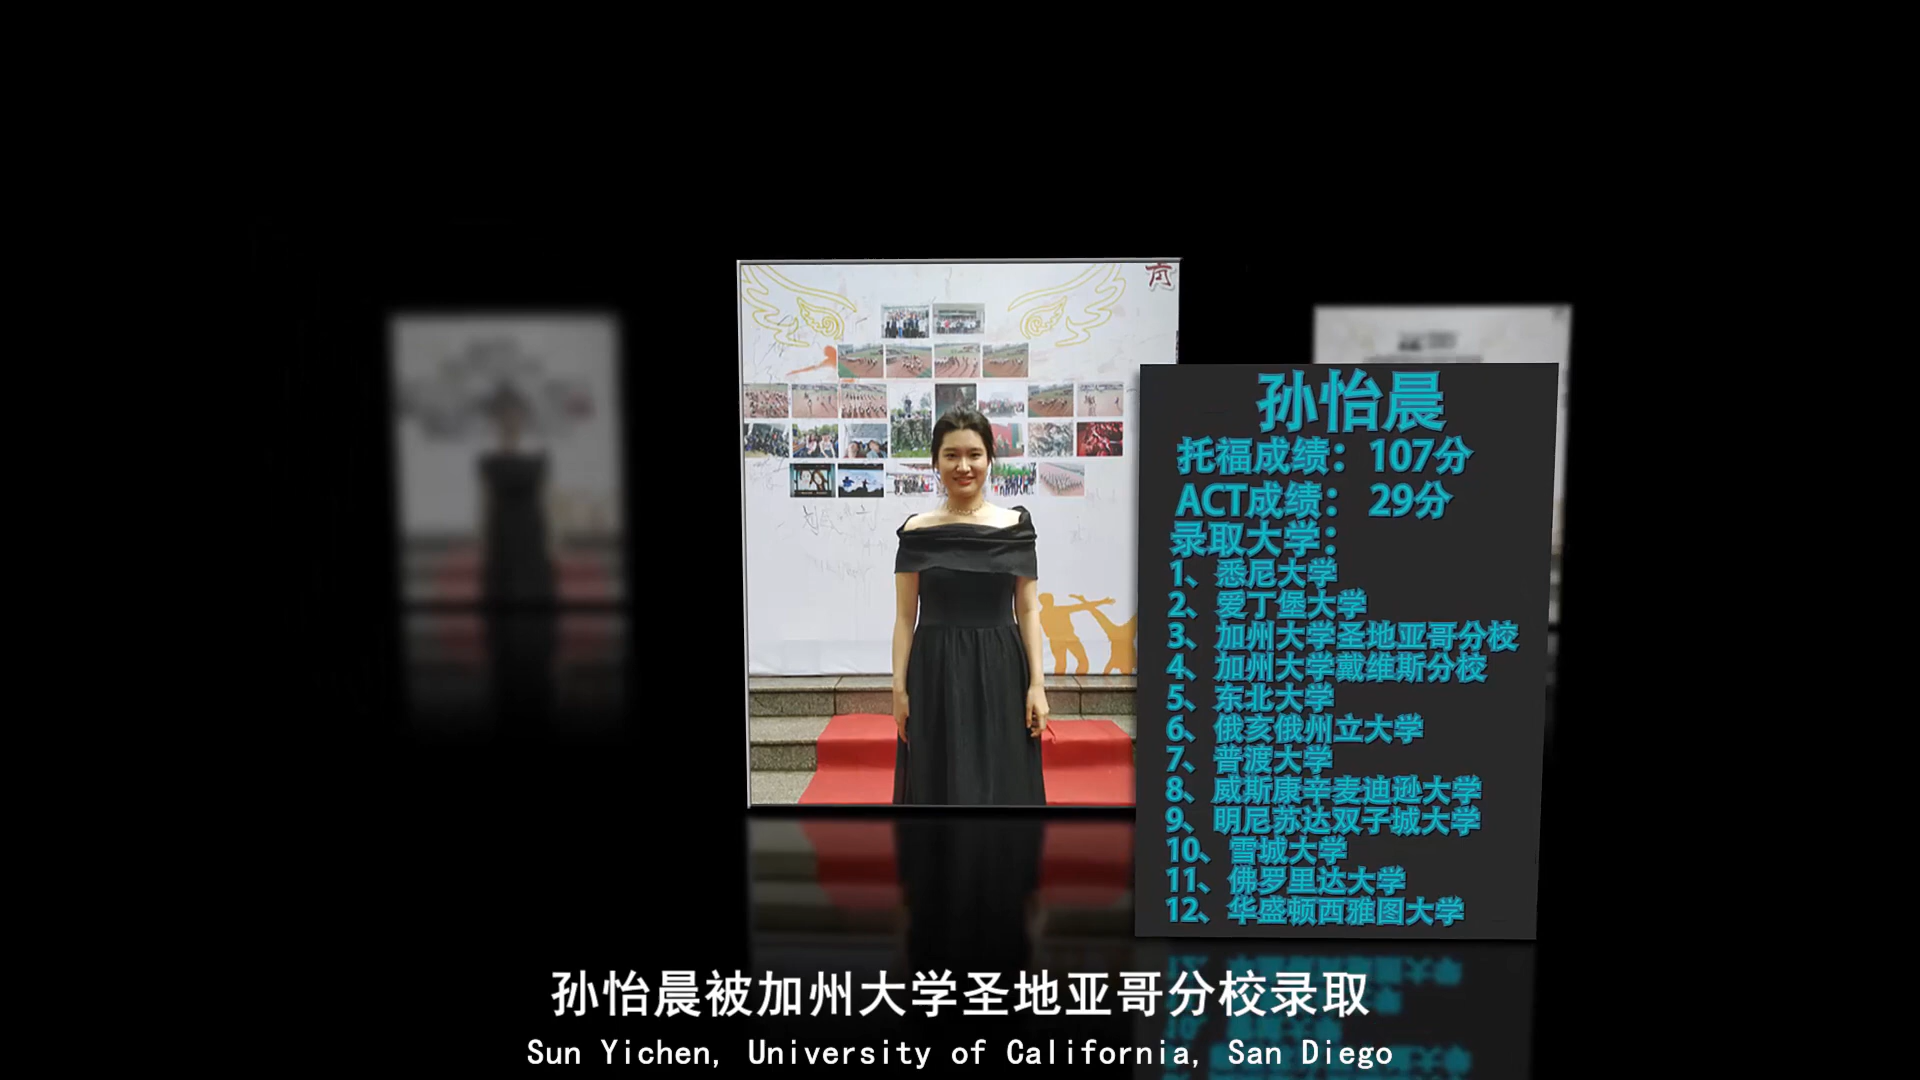 孙怡晨
托福成绩：107分
ACT成绩： 29分
录取大学：
1、悉尼大学
2、爱丁堡大学
3、加州大学圣地亚哥分校
4、加州大学戴维斯分校
5、东北大学
6、俄亥俄州立大学
7、普渡大学
8、威斯康辛麦迪逊大学
9、明尼苏达双子城大学
10、雪城大学
11、佛罗里达大学
12、华盛顿西雅图大学
孙怡晨被加州大学圣地亚哥分校录取
Sun Yichen, University of California, San Diego